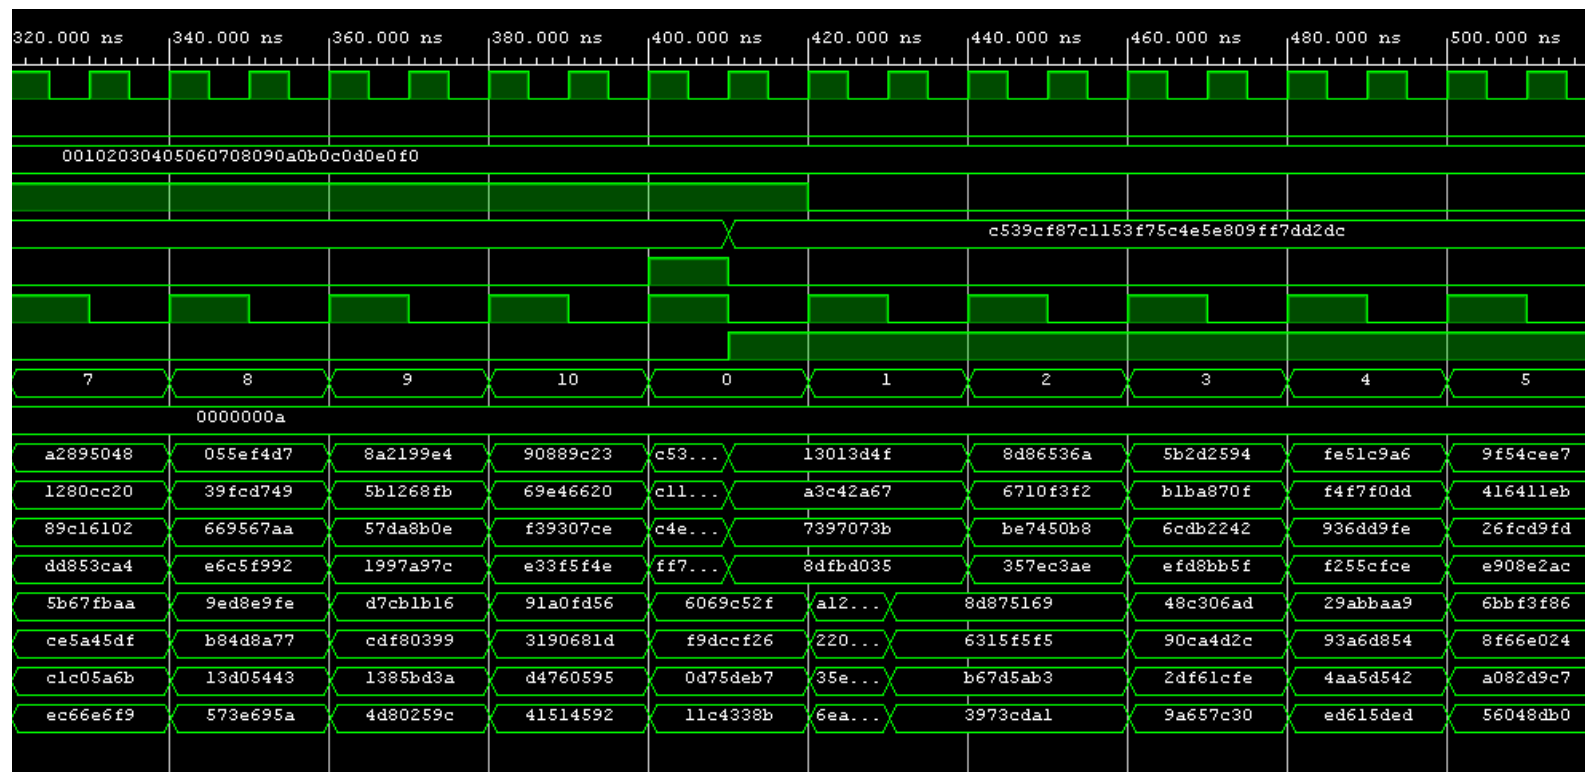 320.000 ns 340.000 ns 360.000 ns 380.000 ns 400.000 ns 420.000 ns 440.000 ns 460.000 ns 480.000 ns 500.000 ns
00102030405060708090a0b0c0d0e0f0
c539cf87c1153f75c4e5e809ff7dd2dc
7 8 9 10 0 1 2 3 4 5
0000000a
a2895048 055ef4d7 8a2199e4 90889c23 c53... 13013d4f 8d86536a 5b2d2594 fe51c9a6 9f54cee7
1280cc20 39fcd749 5b1268fb 69e46620 c11... a3c42a67 6710f3f2 b1ba870f f4f7f0dd 416411eb
89c16102 669567aa 57da8b0e f39307ce c4e... 7397073b be7450b8 6cdb2242 936dd9fe 26fcd9fd
dd853ca4 e6c5f992 1997a97c e33f5f4e ff7... 8dfbd035 357ec3ae efd8bb5f f255cfce e908e2ac
5b67fbaa 9ed8e9fe d7cb1b16 91a0fd56 6069c52f a12... 8d875169 48c306ad 29abbaa9 6bbf3f86
ce5a45df b84d8a77 cdf80399 3190681d f9dccf26 220... 6315f5f5 90ca4d2c 93a6d854 8f66e024
c1c05a6b 13d05443 1385bd3a d4760595 0d75deb7 35e... b67d5ab3 2df61cfe 4aa5d542 a082d9c7
ec66e6f9 573e695a 4d80259c 41514592 11c4338b 6ea... 3973cda1 9a657c30 ed615ded 56048db0